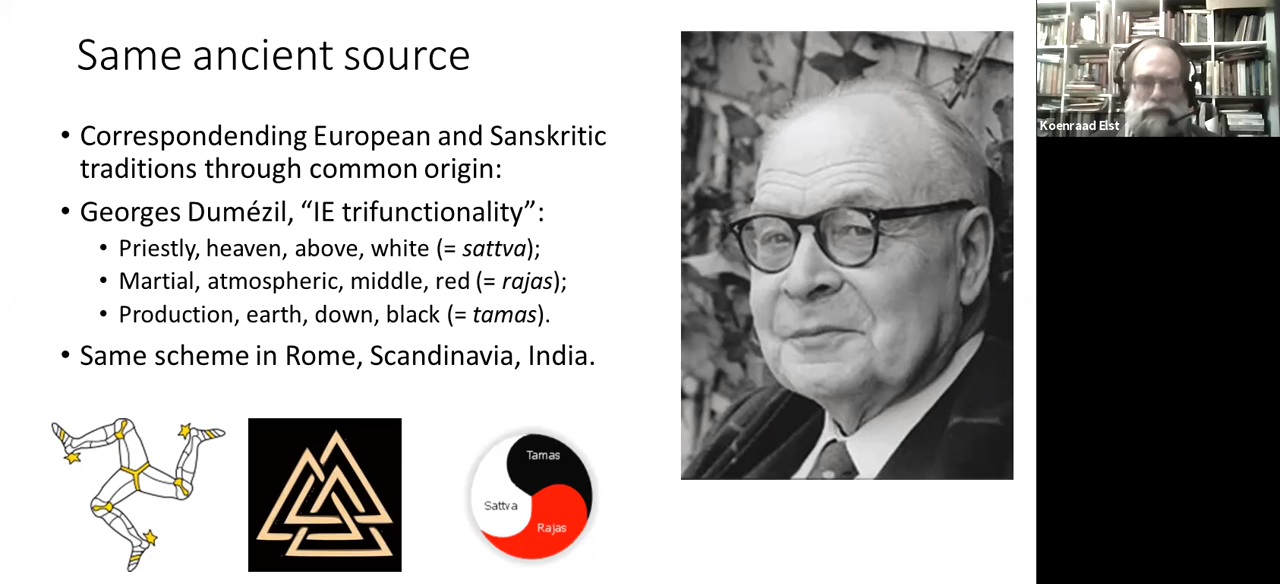 Same ancient source
• Correspondending European and Sanskritic
traditions through common origin:
• Georges Dumézil, “IE trifunctionality”:
• Priestly, heaven, above, white (= sattva);
• Martial, atmospheric, middle, red (= rajas);
• Production, earth, down, black (= tamas).
• Same scheme in Rome, Scandinavia, India.
Tamas
Sattva
Rajas
Koenraad Elst